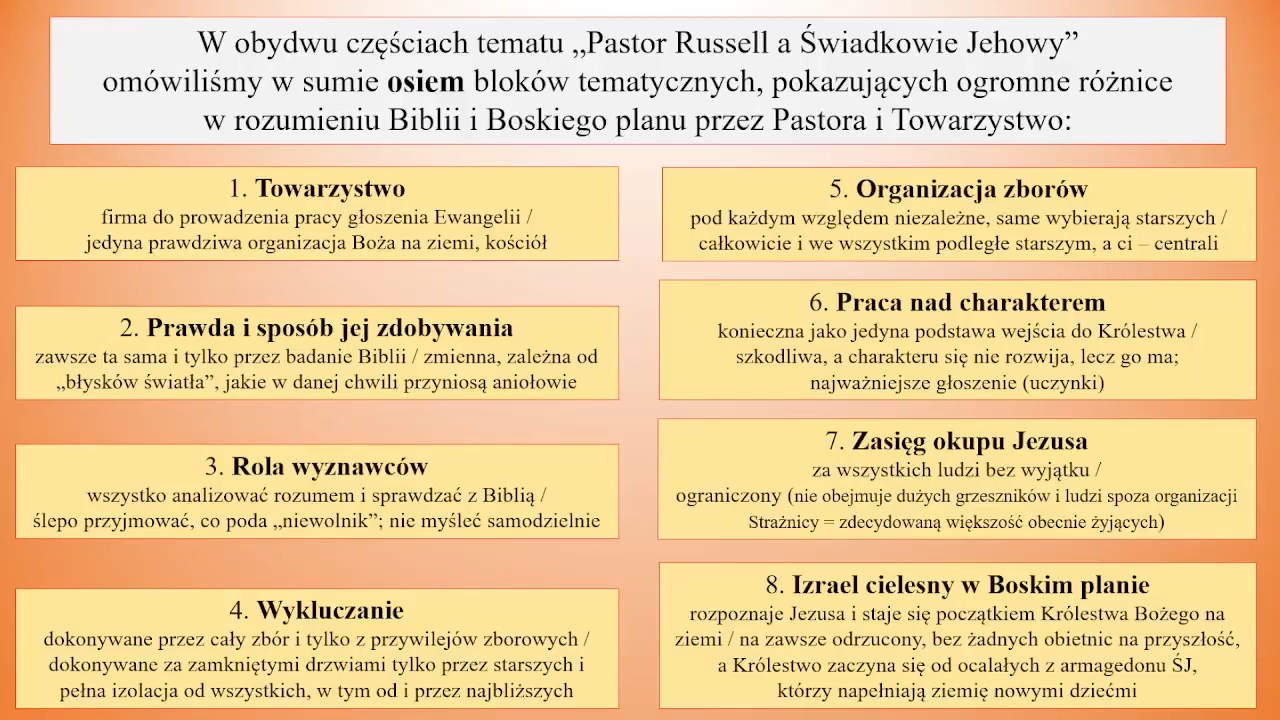 W obydwu częściach tematu „Pastor Russell a Świadkowie Jehowy”
omówiliśmy w sumie osiem bloków tematycznych, pokazujących ogromne różnice
w rozumieniu Biblii i Boskiego planu przez Pastora i Towarzystwo:
1. Towarzystwo
firma do prowadzenia pracy głoszenia Ewangelii /
jedyna prawdziwa organizacja Boża na ziemi, kościół
2. Prawda i sposób jej zdobywania
zawsze ta sama i tylko przez badanie Biblii / zmienna, zależna od
„błysków światła”, jakie w danej chwili przyniosą aniołowie
3. Rola wyznawców
wszystko analizować rozumem i sprawdzać z Biblią /
ślepo przyjmować, co poda „niewolnik”; nie myśleć samodzielnie
4. Wykluczanie
dokonywane przez cały zbór i tylko z przywilejów zborowych /
dokonywane za zamkniętymi drzwiami tylko przez starszych i
pełna izolacja od wszystkich, w tym od i przez najbliższych
5. Organizacja zborów
pod każdym względem niezależne, same wybierają starszych /
całkowicie i we wszystkim podległe starszym, a ci – centrali
6. Praca nad charakterem
konieczna jako jedyna podstawa wejścia do Królestwa /
szkodliwa, a charakteru się nie rozwija, lecz go ma;
najważniejsze głoszenie (uczynki)
7. Zasięg okupu Jezusa
za wszystkich ludzi bez wyjątku /
ograniczony (nie obejmuje dużych grzeszników i ludzi spoza organizacji
Strażnicy = zdecydowaną większość obecnie żyjących)
8. Izrael cielesny w Boskim planie
rozpoznaje Jezusa i staje się początkiem Królestwa Bożego na
ziemi / na zawsze odrzucony, bez żadnych obietnic na przyszłość,
a Królestwo zaczyna się od ocalałych z armagedonu ŚJ,
którzy napełniają ziemię nowymi dziećmi